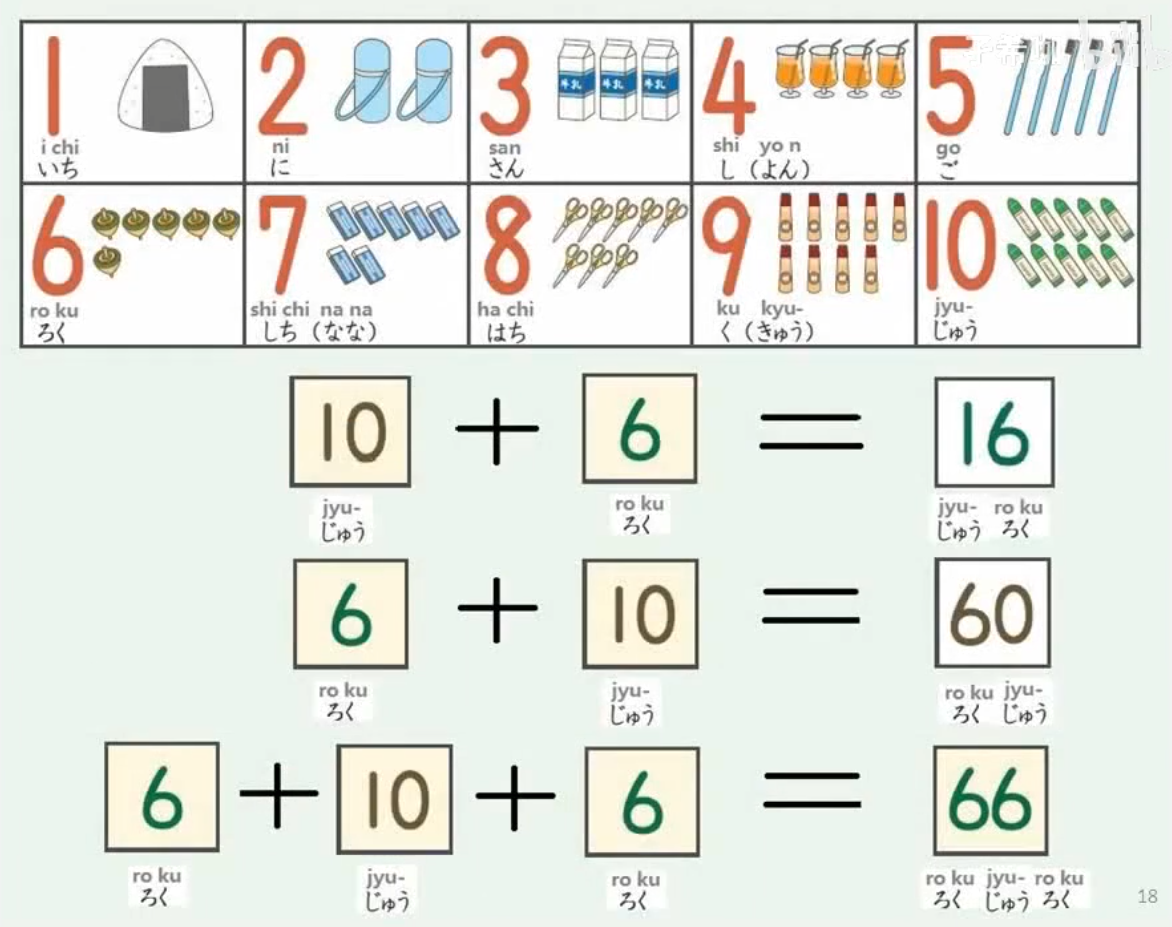 1 2 3 4 5
牛乳 牛乳 牛乳
i chi ni san shi yo n go
いち に さん し（よん） ご
6 7 8 9 10
ro ku shi chi na na ha chi ku kyu- jyu-
ろく しち（なな） はち く（きゅう） じゅう
10 + 6 = 16
jyu- ro ku jyu- ro ku
じゅう ろく じゅう ろく
6 + 10 = 60
ro ku jyu- ro ku jyu-
ろく じゅう ろく じゅう
6 + 10 + 6 = 66
ro ku jyu- ro ku ro ku jyu- ro ku
ろく じゅう ろく ろく じゅう ろく
18